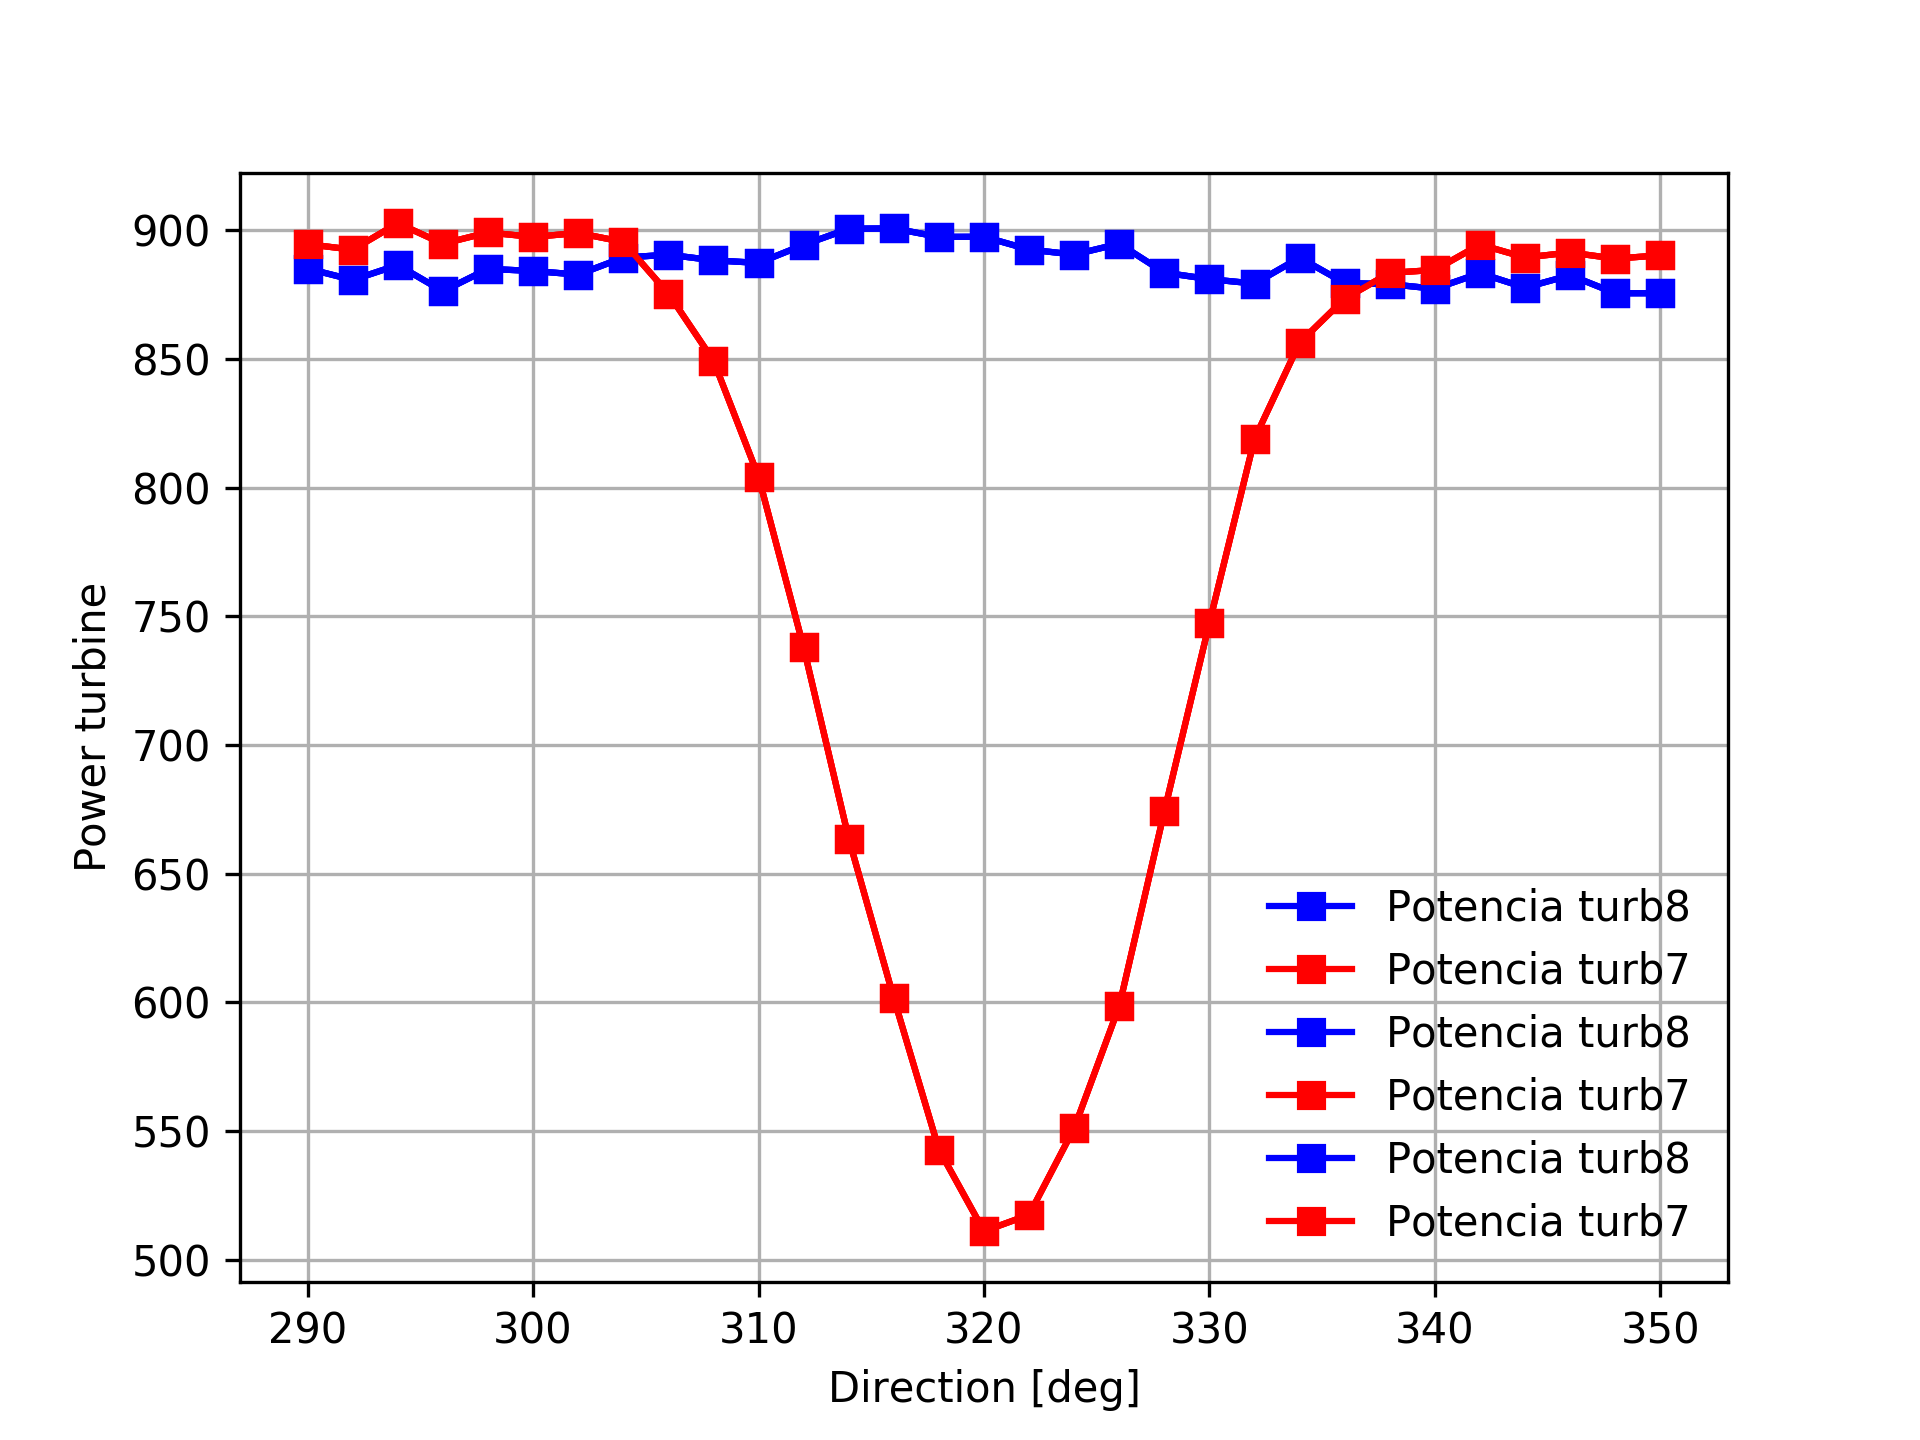 900
850
800
750
700
650
600
550
500
Power turbine
Potencia turb8
Potencia turb7
Potencia turb8
Potencia turb7
Potencia turb8
Potencia turb7
290 300 310 320 330 340 350
Direction [deg]